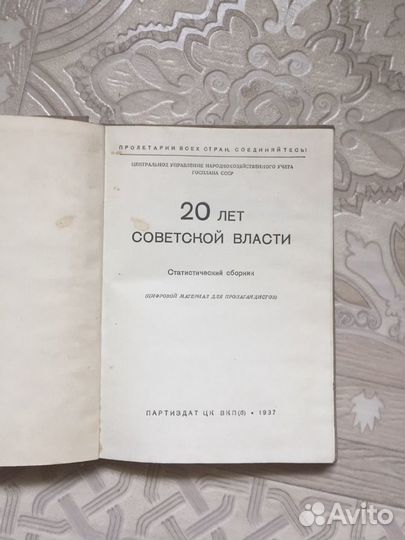 ПРОЛЕТАРИИ ВСЕХ СТРАН, СОЕДИНЯЙТЕСЬ!
ЦЕНТРАЛЬНОЕ УПРАВЛЕНИЕ НАРОДНОХОЗЯЙСТВЕННОГО УЧЕТА
ГОСПЛАНА СССР
20 ЛЕТ
СОВЕТСКОЙ ВЛАСТИ
Статистический сборник
(ЦИФРОВОЙ МАТЕРИАЛ ДЛЯ ПРОПАГАНДИСТОВ)
ПАРТИЗДАТ ЦК ВКП(б) • 1937
Avito